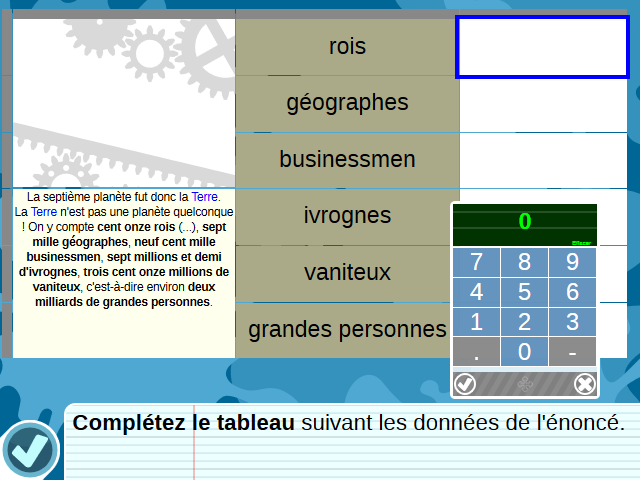 rois
géographes
businessmen
ivrognes
vaniteux
grandes personnes
La septième planète fut donc la Terre.
La Terre n'est pas une planète quelconque
! On y compte cent onze rois (...), sept
mille géographes, neuf cent mille
businessmen, sept millions et demi
d'ivrognes, trois cent onze millions de
vaniteux, c'est-à-dire environ deux
milliards de grandes personnes.
0
Effacer
7 8 9
4 5 6
1 2 3
. 0 -
Complétez le tableau suivant les données de l'énoncé.